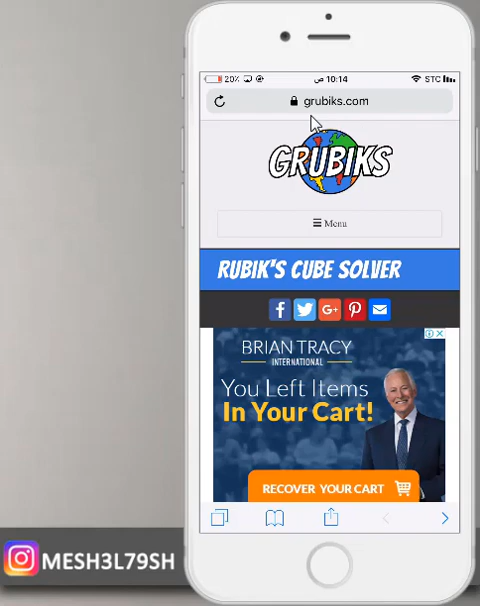 20% 10:14 ص STC
grubiks.com
GRUBIKS
☰ Menu
RUBIK'S CUBE SOLVER
f G+
BRIAN TRACY
INTERNATIONAL
You Left Items
In Your Cart!
RECOVER YOUR CART
MESH3L79SH